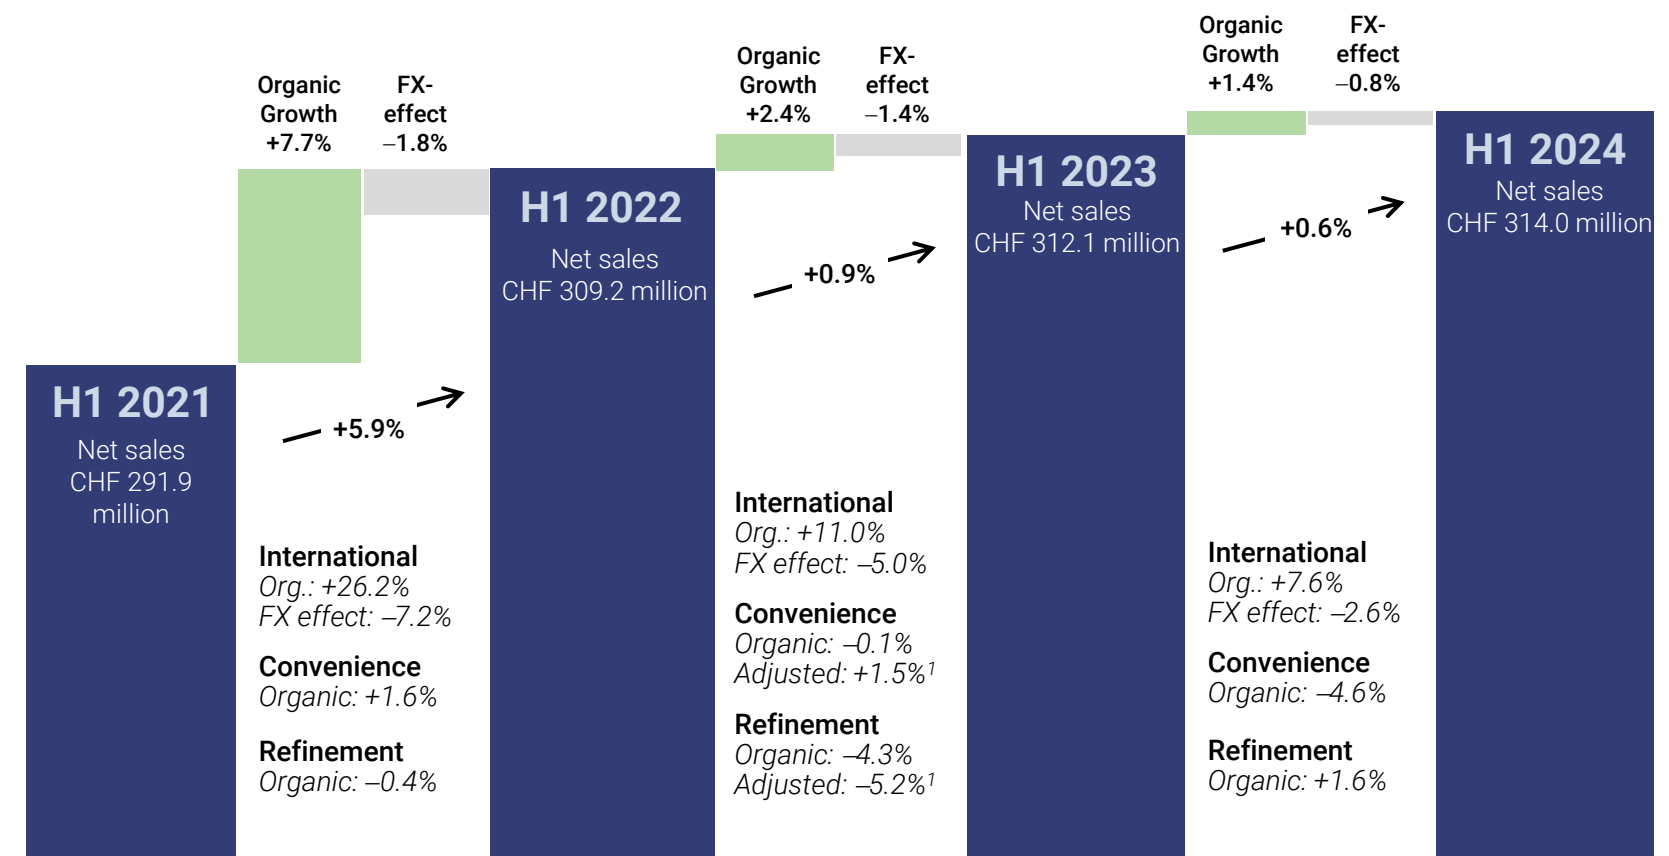 Organic
Growth
+7.7%
FX-
effect
–1.8%
Organic
Growth
+2.4%
FX-
effect
–1.4%
Organic
Growth
+1.4%
FX-
effect
–0.8%
H1 2021
Net sales
CHF 291.9
million
+5.9%
International
Org.: +26.2%
FX effect: –7.2%
Convenience
Organic: +1.6%
Refinement
Organic: –0.4%
H1 2022
Net sales
CHF 309.2 million
+0.9%
International
Org.: +11.0%
FX effect: –5.0%
Convenience
Organic: –0.1%
Adjusted: +1.5%¹
Refinement
Organic: –4.3%
Adjusted: –5.2%¹
H1 2023
Net sales
CHF 312.1 million
+0.6%
International
Org.: +7.6%
FX effect: –2.6%
Convenience
Organic: –4.6%
Refinement
Organic: +1.6%
H1 2024
Net sales
CHF 314.0 million